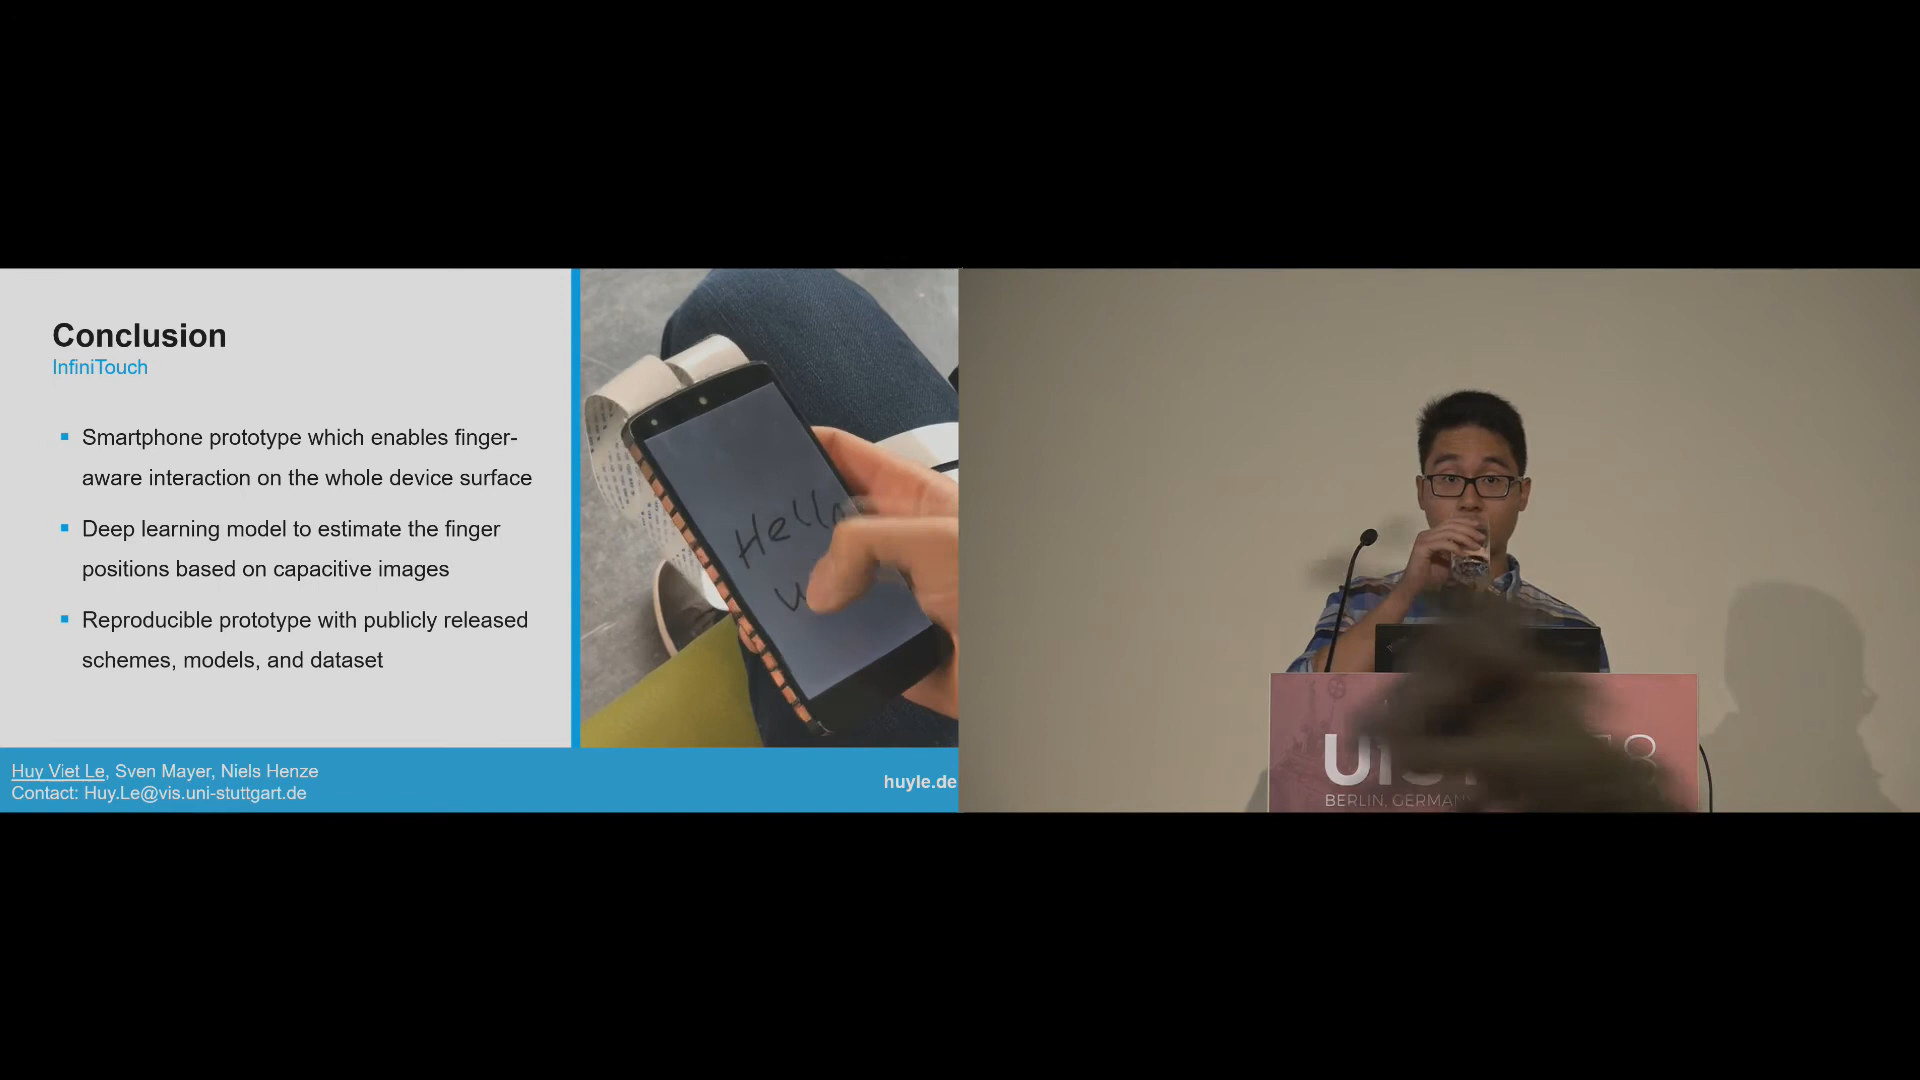 Conclusion
InfiniTouch
Smartphone prototype which enables finger-
aware interaction on the whole device surface
Deep learning model to estimate the finger
positions based on capacitive images
Reproducible prototype with publicly released
schemes, models, and dataset
Hello
Huy Viet Le, Sven Mayer, Niels Henze
Contact: Huy.Le@vis.uni-stuttgart.de
huyle.de
BERLIN,